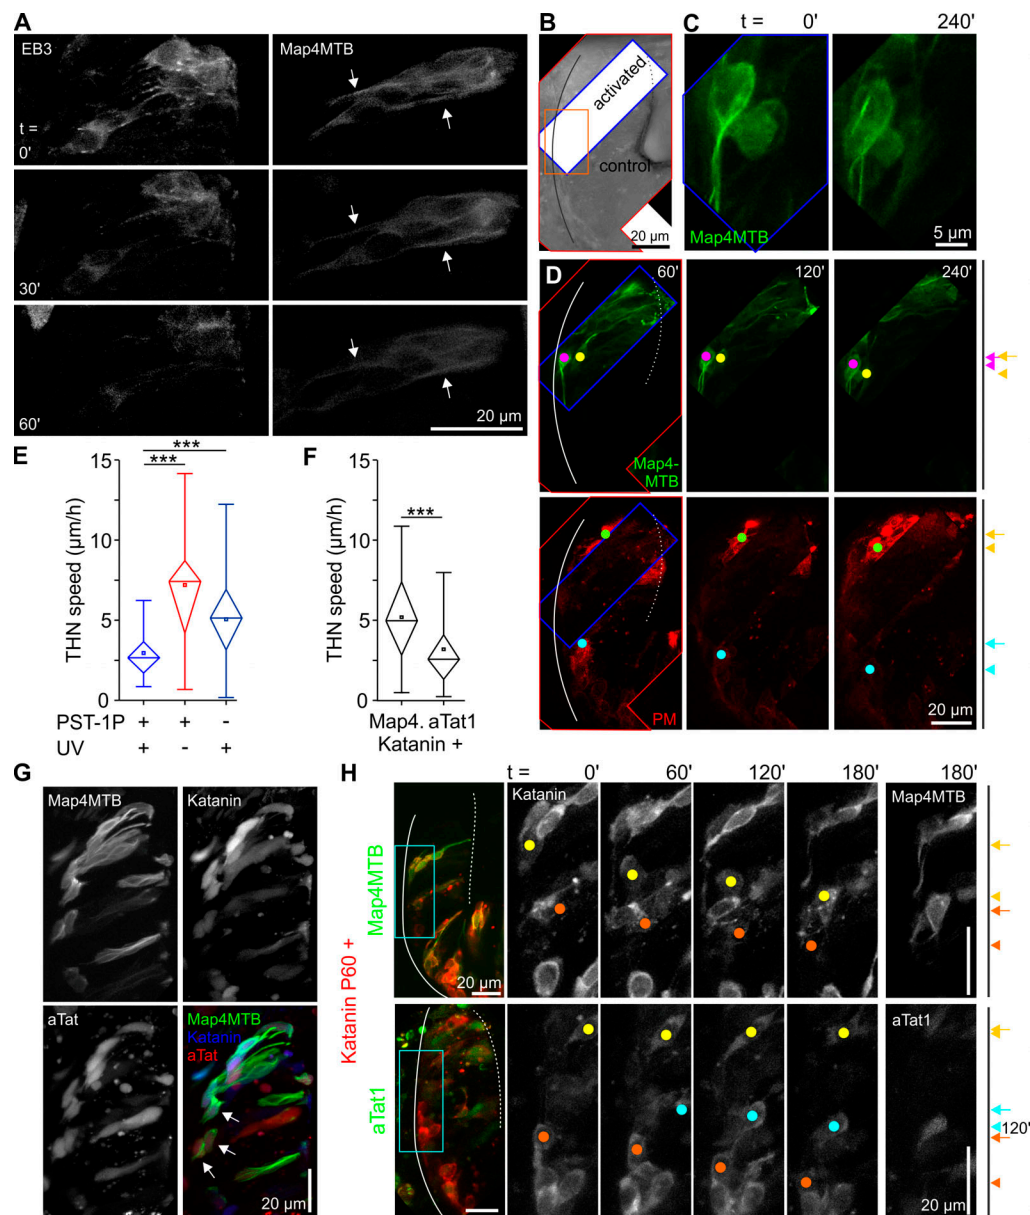 A
EB3
t =
0'
Map4MTB
30'
60'
20 µm
B
activated
control
20 µm
C
t = 0' 240'
Map4MTB
5 µm
D
60' 120' 240'
Map4-
MTB
PM
20 µm
E
***
***
15
10
5
0
THN speed (µm/h)
PST-1P + + -
UV + - +
F
***
15
10
5
0
THN speed (µm/h)
Map4. aTat1
Katanin +
G
Map4MTB
Katanin
aTat
Map4MTB
Katanin
aTat
20 µm
H
t = 0' 60' 120' 180' 180'
Katanin P60 +
Map4MTB
20 µm
Katanin
Map4MTB
aTat1
aTat1
120'
20 µm